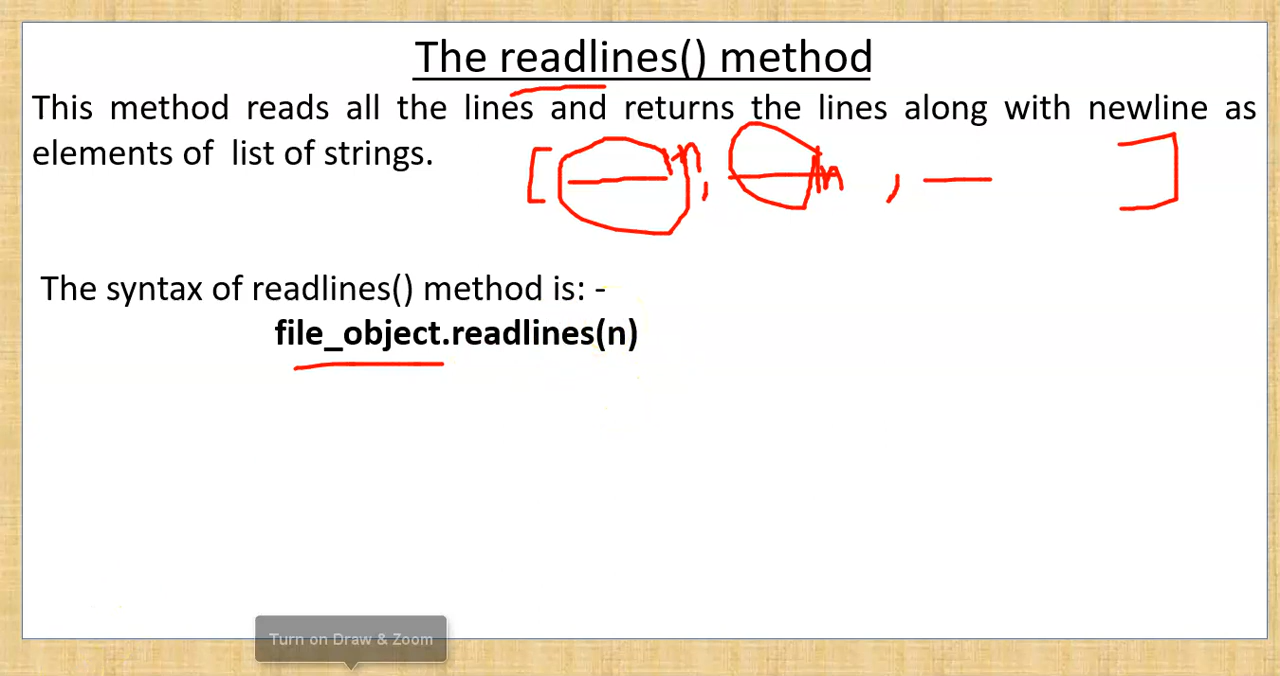 The readlines() method
This method reads all the lines and returns the lines along with newline as
elements of list of strings.
[ \n, \n , ]
The syntax of readlines() method is: -
file_object.readlines(n)
Turn on Draw & Zoom